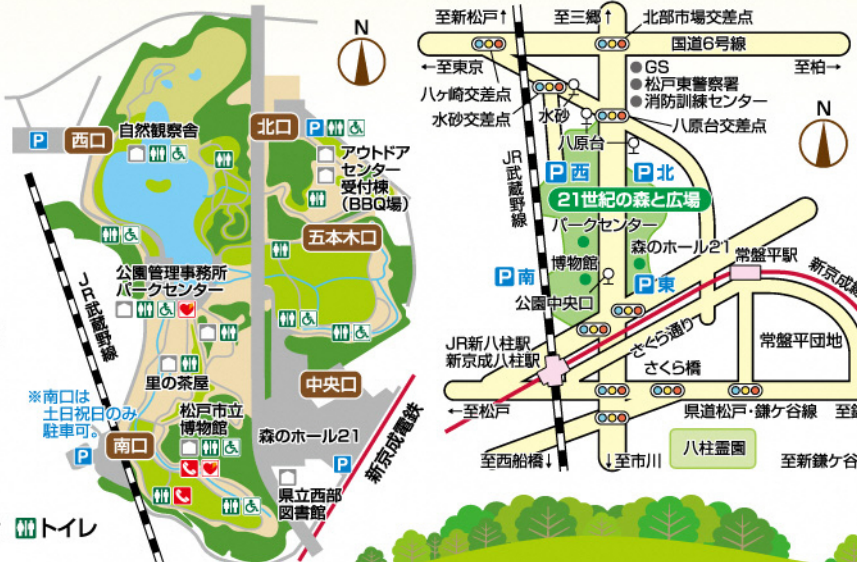 N
西口
P
自然観察舎
北口
P
アウトドア
センター
受付棟
(BBQ場)
五本木口
JR武蔵野線
公園管理事務所
パークセンター
里の茶屋
中央口
※南口は
土日祝日のみ
駐車可。
南口
P
松戸市立
博物館
森のホール21
P
県立西部
図書館
新京成電鉄
トイレ
至新松戸↑
至三郷↑
北部市場交差点
国道6号線
←至東京
至柏→
GS
松戸東警察署
消防訓練センター
八ヶ崎交差点
水砂交差点
水砂
八原台交差点
八原台
N
JR武蔵野線
P西
P北
21世紀の森と広場
パークセンター
森のホール21
博物館
P南
P東
公園中央口
常盤平駅
新京成線
JR新八柱駅
新京成八柱駅
さくら通り
さくら橋
常盤平団地
←至松戸
県道松戸・鎌ケ谷線
八柱霊園
至西船橋↓
↓至市川
至新鎌ケ谷